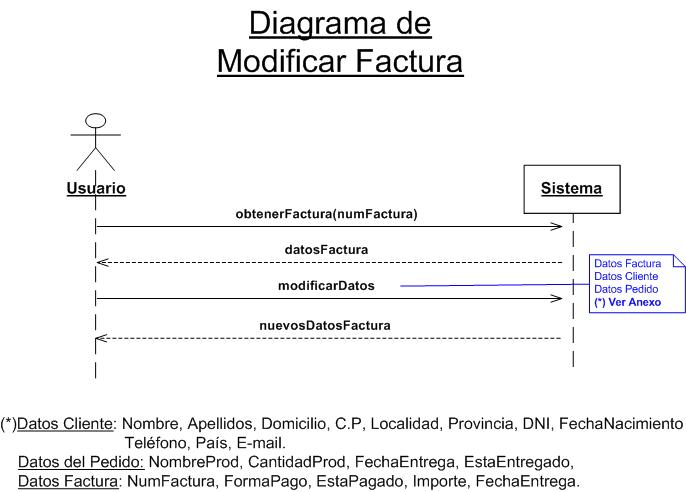 Diagrama de
Modificar Factura
Usuario
Sistema
obtenerFactura(numFactura)
datosFactura
modificarDatos
Datos Factura
Datos Cliente
Datos Pedido
(*) Ver Anexo
nuevosDatosFactura
(*)Datos Cliente: Nombre, Apellidos, Domicilio, C.P, Localidad, Provincia, DNI, FechaNacimiento
Teléfono, País, E-mail.
Datos del Pedido: NombreProd, CantidadProd, FechaEntrega, EstaEntregado,
Datos Factura: NumFactura, FormaPago, EstaPagado, Importe, FechaEntrega.